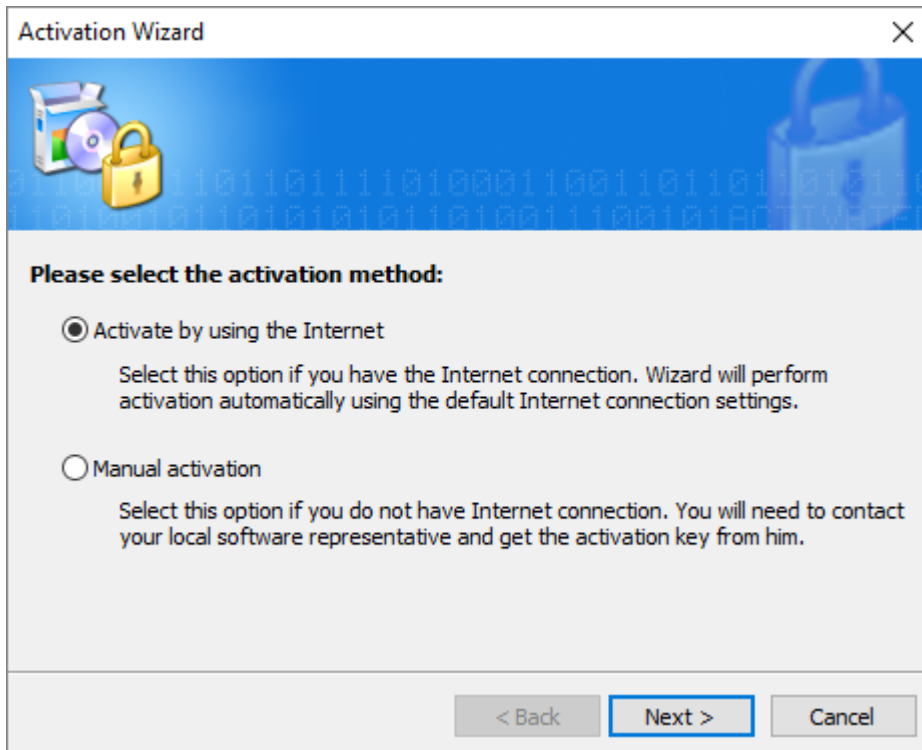 Activation Wizard
Please select the activation method:
Activate by using the Internet
Select this option if you have the Internet connection. Wizard will perform
activation automatically using the default Internet connection settings.
Manual activation
Select this option if you do not have Internet connection. You will need to contact
your local software representative and get the activation key from him.
< Back
Next >
Cancel